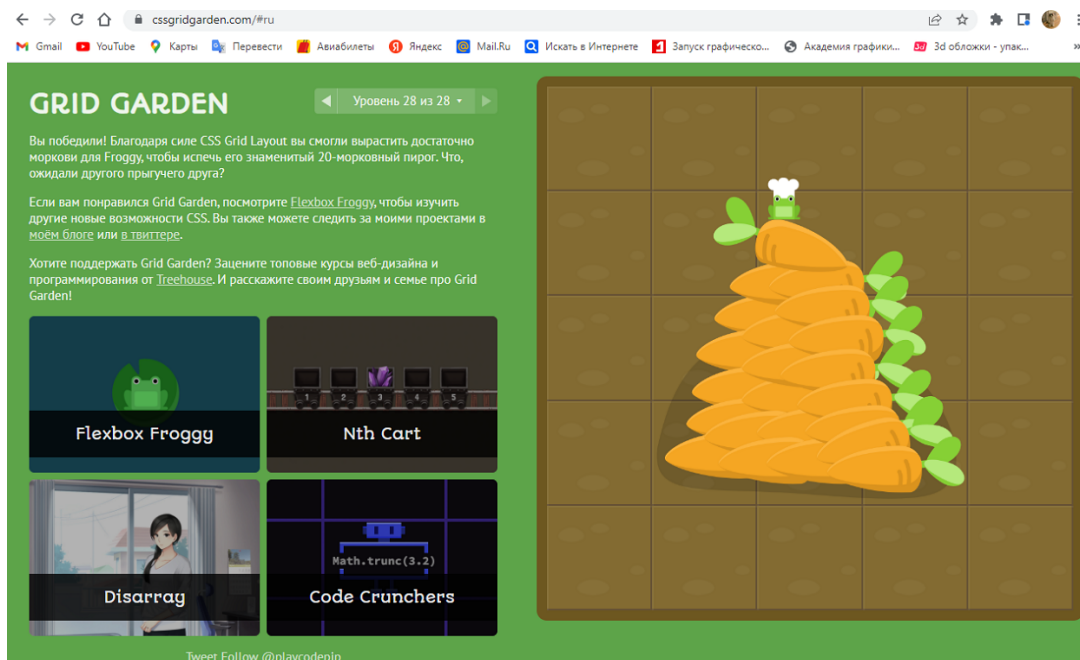 cssgridgarden.com/#ru
Gmail YouTube Карты Перевести Авиабилеты Яндекс Mail.Ru Искать в Интернете Запуск графическо... Академия графики... 3d обложки - упак... »
GRID GARDEN
Уровень 28 из 28
Вы победили! Благодаря силе CSS Grid Layout вы смогли вырастить достаточно
моркови для Froggy, чтобы испечь его знаменитый 20-морковный пирог. Что,
ожидали другого прыгучего друга?
Если вам понравился Grid Garden, посмотрите Flexbox Froggy, чтобы изучить
другие новые возможности CSS. Вы также можете следить за моими проектами в
моём блоге или в твиттере.
Хотите поддержать Grid Garden? Зацените топовые курсы веб-дизайна и
программирования от Treehouse. И расскажите своим друзьям и семье про Grid
Garden!
1 2 3 4 5
Flexbox Froggy
Nth Cart
Math.trunc(3.2)
Disarray
Code Crunchers
Tweet Follow @playcodepip